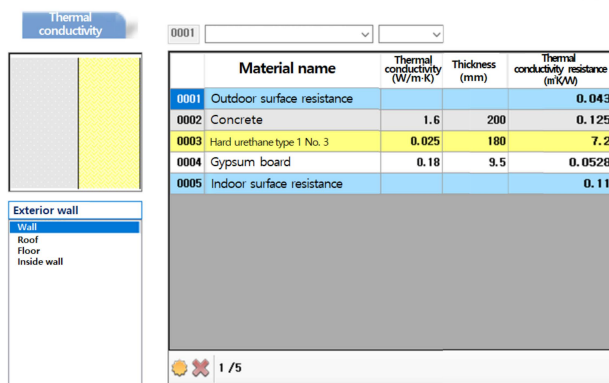 Thermal
conductivity
0001
Material name
Thermal
conductivity
(W/m·K)
Thickness
(mm)
Thermal
conductivity resistance
(㎡K/W)
0001 Outdoor surface resistance 0.043
0002 Concrete 1.6 200 0.125
0003 Hard urethane type 1 No. 3 0.025 180 7.2
0004 Gypsum board 0.18 9.5 0.0528
0005 Indoor surface resistance 0.11
Exterior wall
Wall
Roof
Floor
Inside wall
1 /5